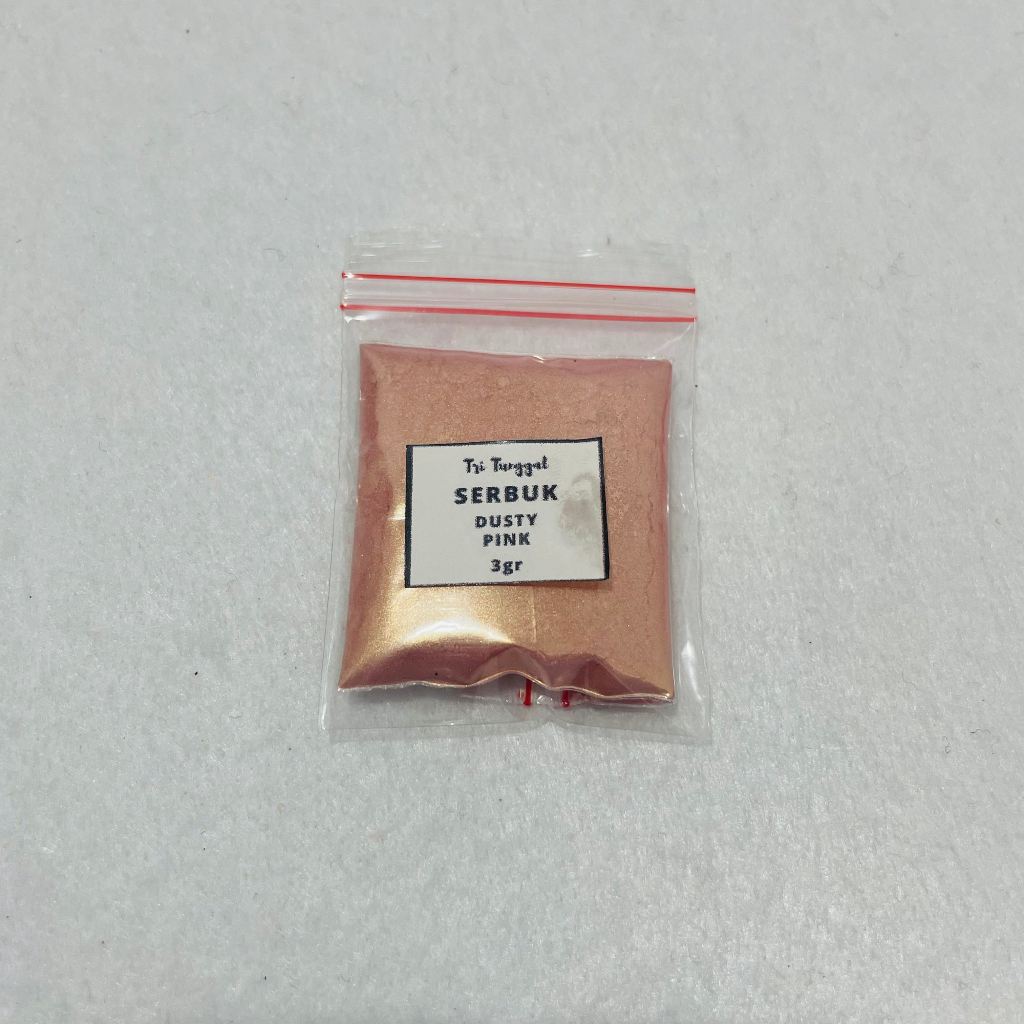 Tri Tunggal
SERBUK
DUSTY
PINK
3gr